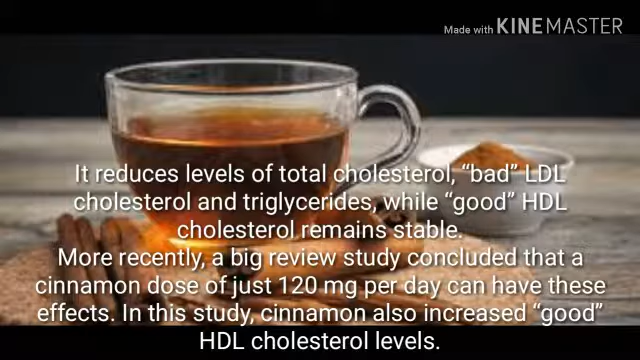 Made with KINEMASTER
It reduces levels of total cholesterol, “bad” LDL
cholesterol and triglycerides, while “good” HDL
cholesterol remains stable.
More recently, a big review study concluded that a
cinnamon dose of just 120 mg per day can have these
effects. In this study, cinnamon also increased “good”
HDL cholesterol levels.